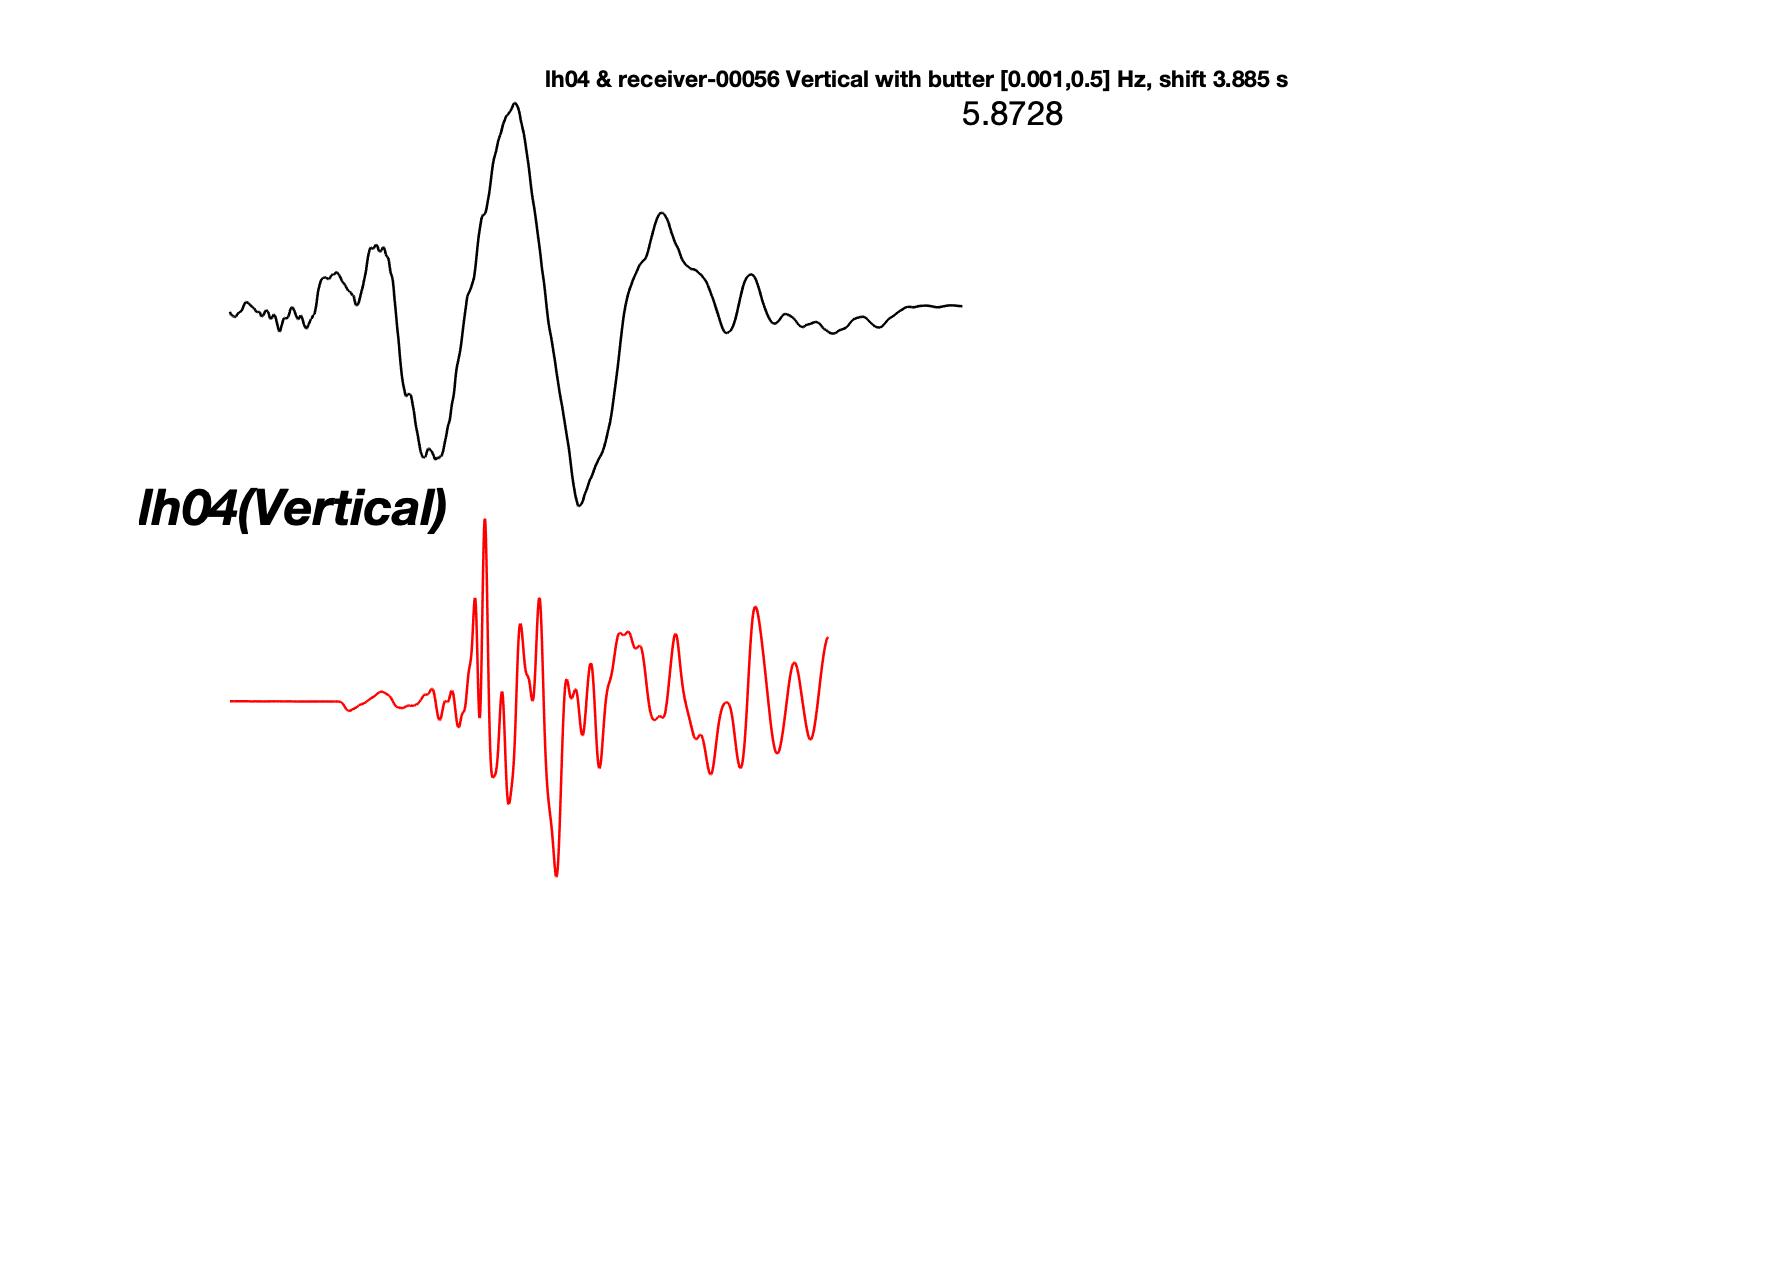 lh04 & receiver-00056 Vertical with butter [0.001,0.5] Hz, shift 3.885 s
5.8728
lh04(Vertical)